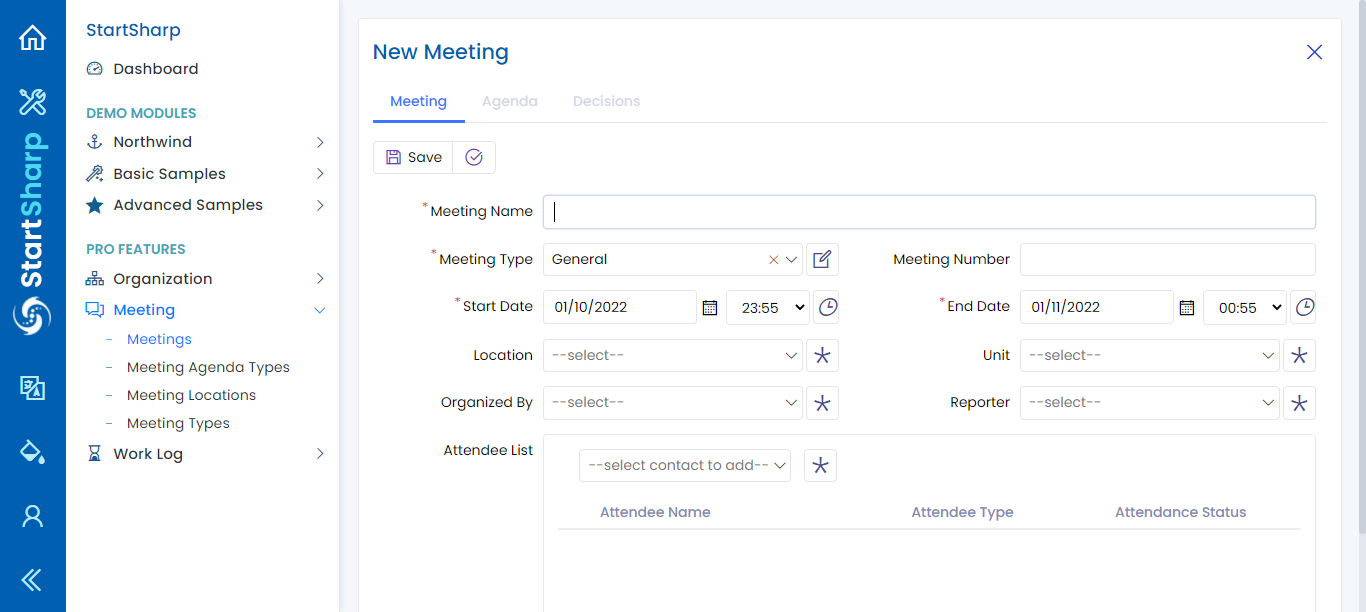 StartSharp
StartSharp
Dashboard
DEMO MODULES
Northwind
Basic Samples
Advanced Samples
PRO FEATURES
Organization
Meeting
Meetings
Meeting Agenda Types
Meeting Locations
Meeting Types
Work Log
New Meeting
Meeting Agenda Decisions
Save
*Meeting Name
*Meeting Type General Meeting Number
*Start Date 01/10/2022 23:55 *End Date 01/11/2022 00:55
Location --select-- Unit --select--
Organized By --select-- Reporter --select--
Attendee List
--select contact to add--
Attendee Name Attendee Type Attendance Status